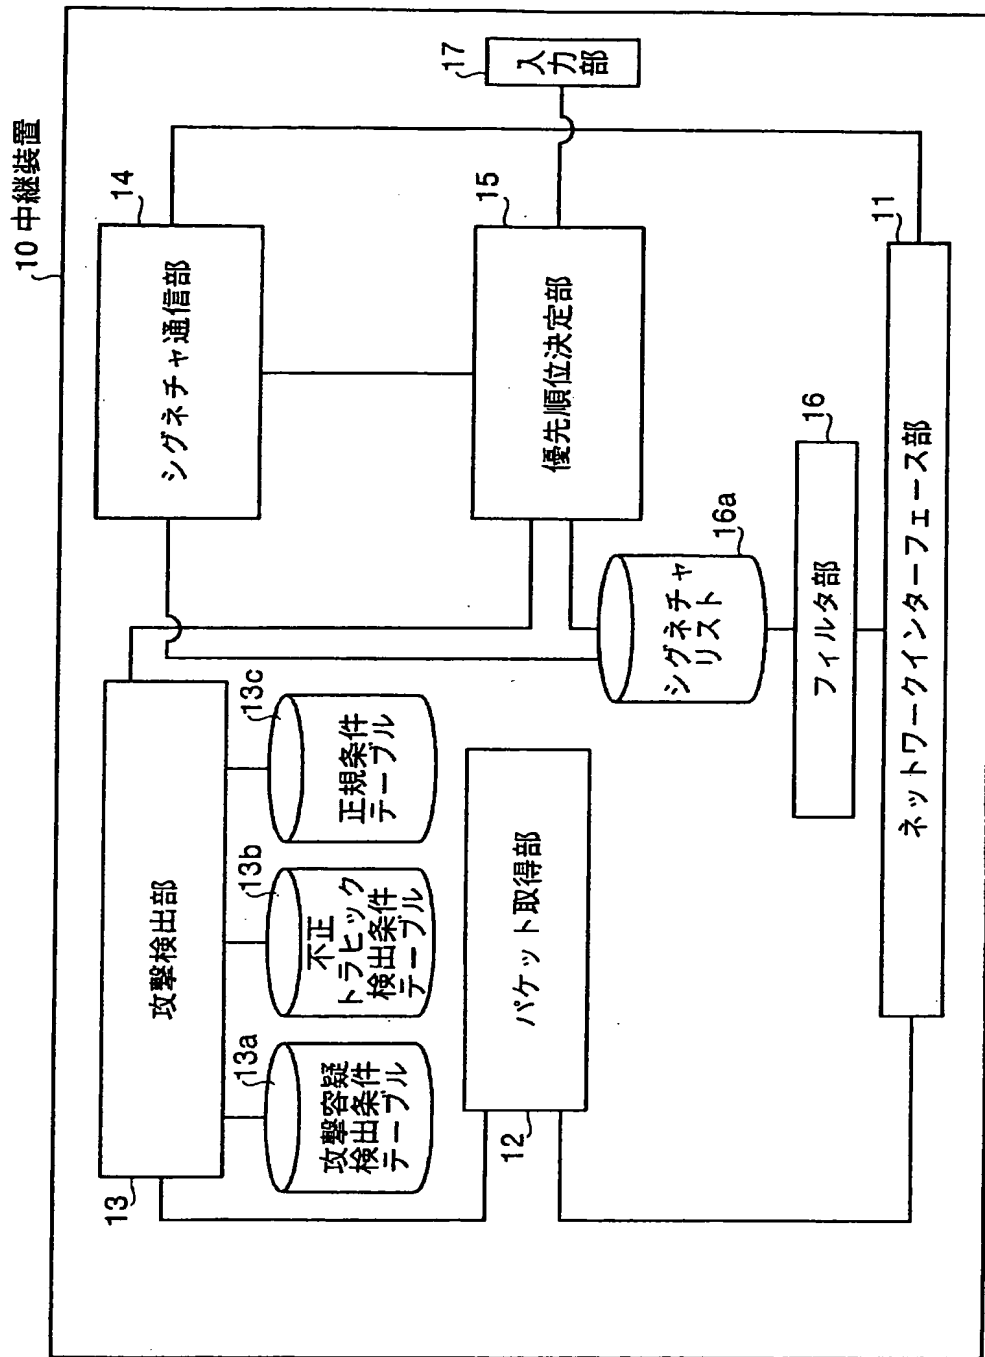 10 中継装置
17
入力部
14
シグネチャ通信部
15
優先順位決定部
13
攻撃検出部
13a
攻撃容疑
検出条件
テーブル
13b
不正
トラヒック
検出条件
テーブル
13c
正規条件
テーブル
12
パケット取得部
16a
シグネチャ
リスト
16
フィルタ部
11
ネットワークインターフェース部